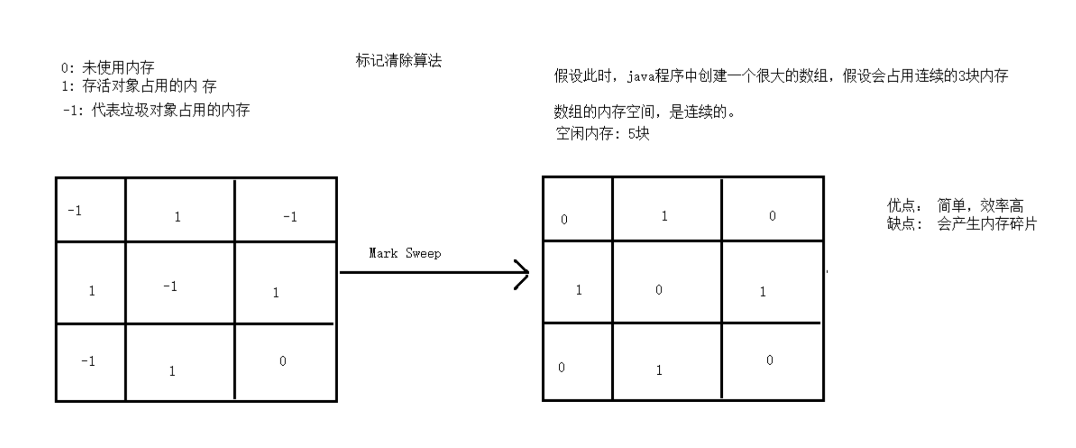 标记清除算法
0: 未使用内存
1: 存活对象占用的内 存
-1: 代表垃圾对象占用的内存
假设此时, java程序中创建一个很大的数组, 假设会占用连续的3块内存
数组的内存空间, 是连续的。
空闲内存: 5块
-1 1 -1
1 -1 1
-1 1 0
Mark Sweep
0 1 0
1 0 1
0 1 0
优点: 简单, 效率高
缺点: 会产生内存碎片